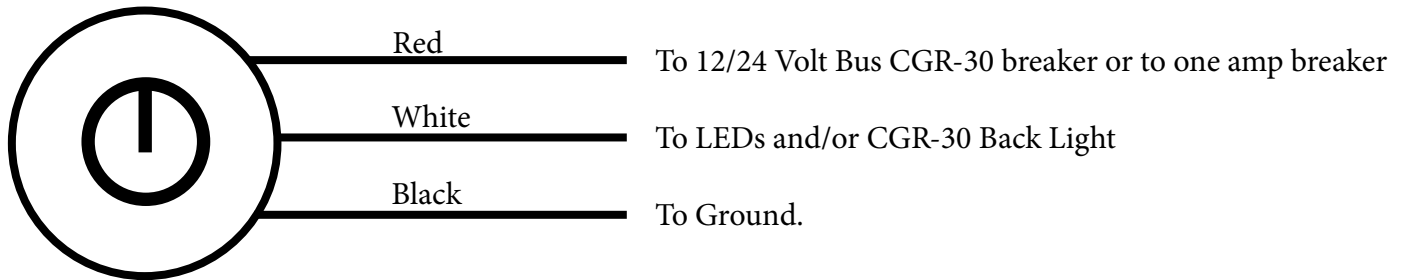 Red To 12/24 Volt Bus CGR-30 breaker or to one amp breaker
White To LEDs and/or CGR-30 Back Light
Black To Ground.